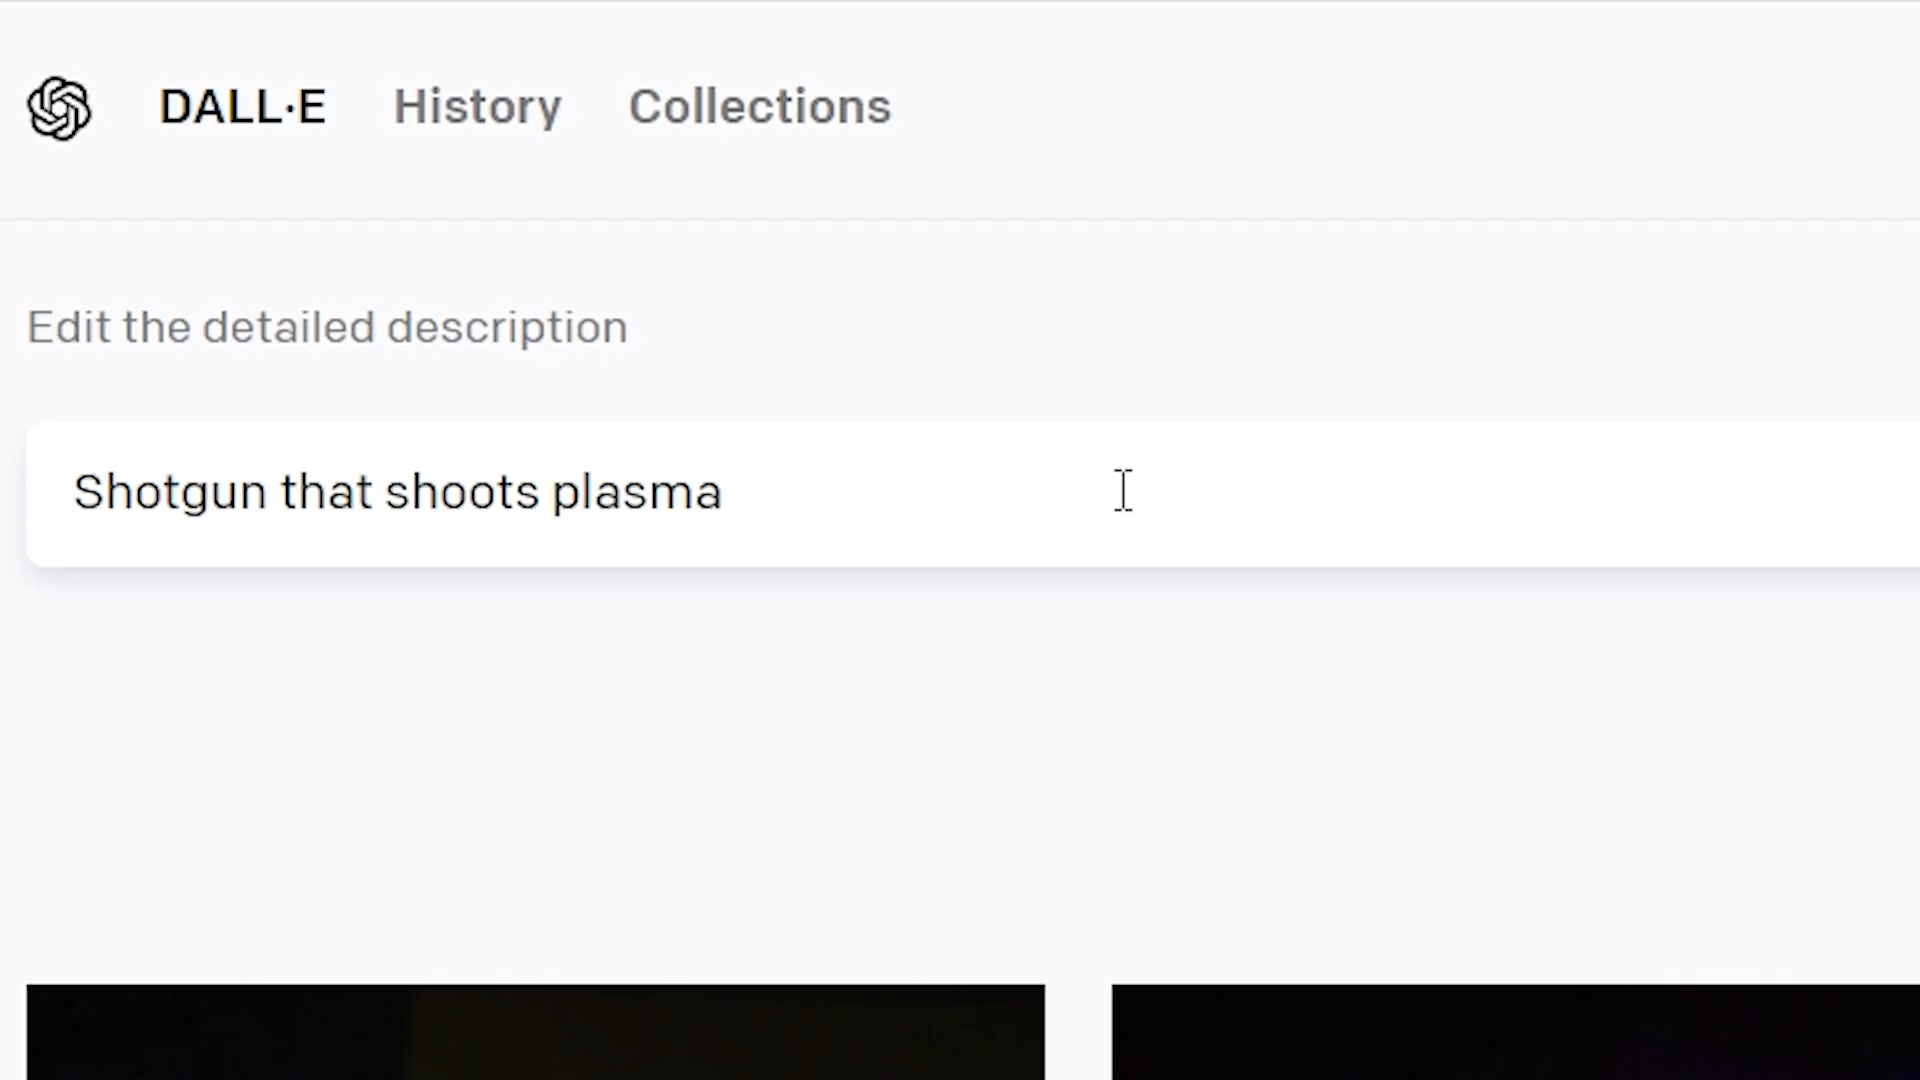 DALL·E History Collections
Edit the detailed description
Shotgun that shoots plasma